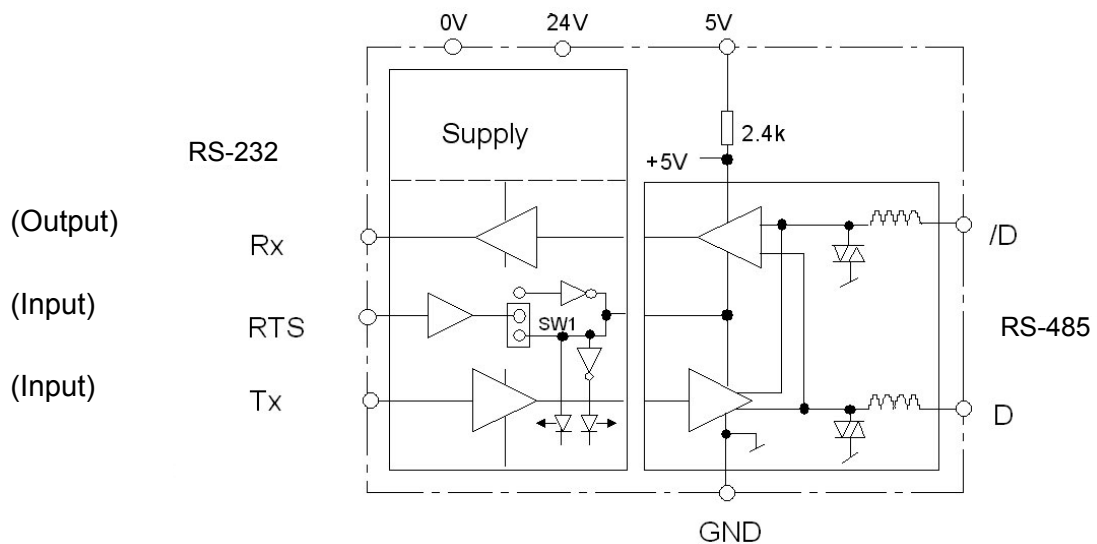 0V 24V 5V
2.4k
Supply
+5V
RS-232
(Output) Rx /D
(Input) RTS SW1 RS-485
(Input) Tx D
GND